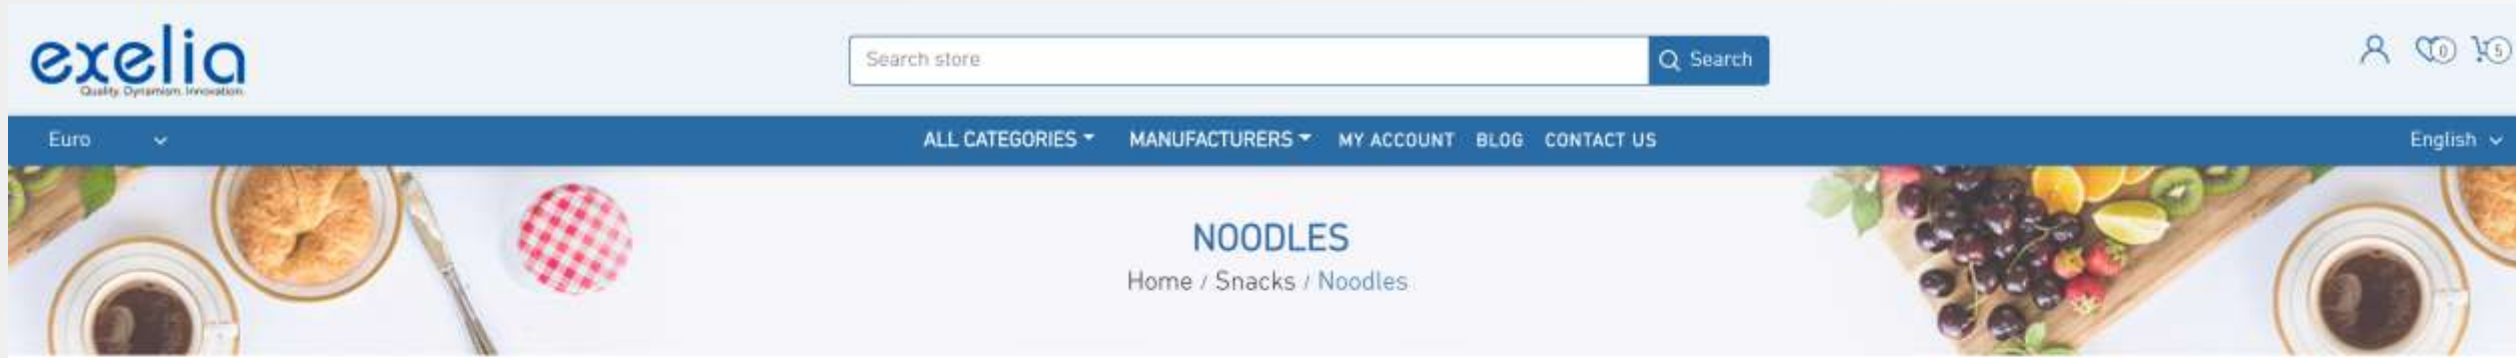 exelia
Quality. Dynamism. Innovation.
Search store
Search
0
5
Euro
ALL CATEGORIES
MANUFACTURERS
MY ACCOUNT
BLOG
CONTACT US
English
NOODLES
Home / Snacks / Noodles